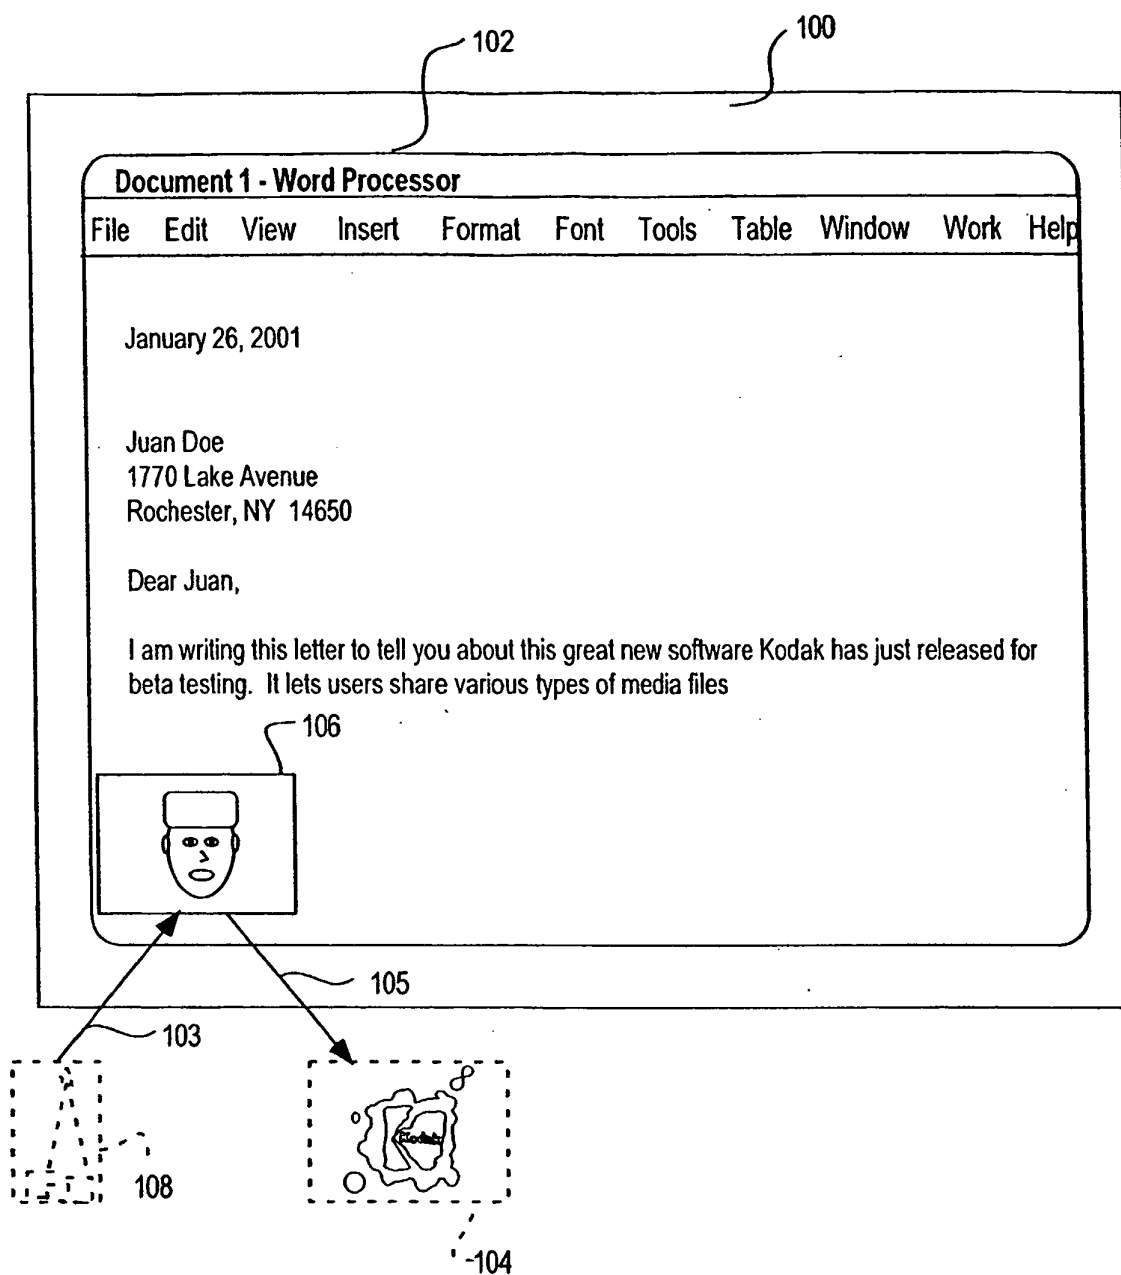 102
100
Document 1 - Word Processor
File Edit View Insert Format Font Tools Table Window Work Help
January 26, 2001
Juan Doe
1770 Lake Avenue
Rochester, NY 14650
Dear Juan,
I am writing this letter to tell you about this great new software Kodak has just released for
beta testing. It lets users share various types of media files
106
105
103
Kodak
108
104